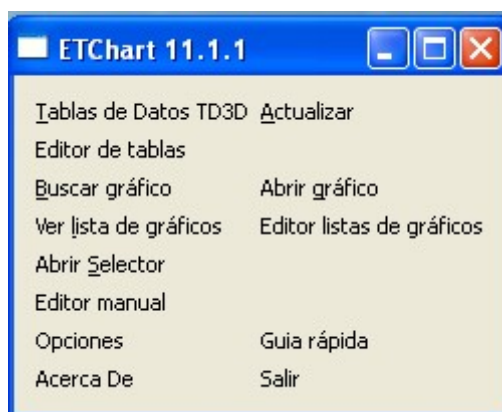 ETChart 11.1.1
Tablas de Datos TD3D Actualizar
Editor de tablas
Buscar gráfico Abrir gráfico
Ver lista de gráficos Editor listas de gráficos
Abrir Selector
Editor manual
Opciones Guia rápida
Acerca De Salir